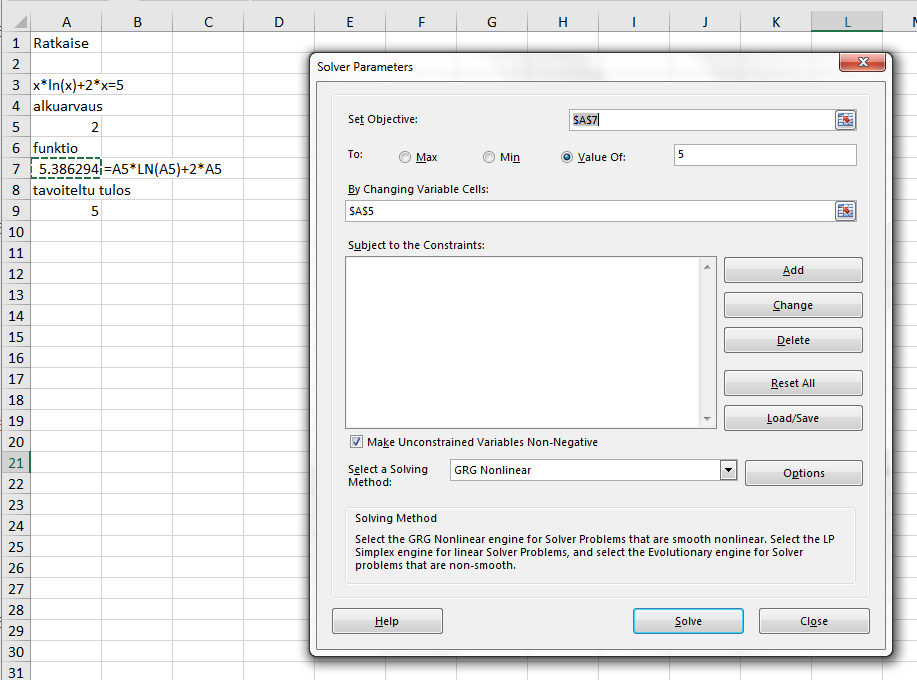 A B C D E F G H I J K L
1 Ratkaise
2
Solver Parameters
3 x*ln(x)+2*x=5
4 alkuarvaus
5 2
6 funktio
7 5.386294 =A5*LN(A5)+2*A5
8 tavoiteltu tulos
9 5
10
11
12
13
14
15
16
17
18
19
20
21
22
23
24
25
26
27
28
29
30
31
Set Objective: $A$7
To: Max Min Value Of: 5
By Changing Variable Cells:
$A$5
Subject to the Constraints:
Add
Change
Delete
Reset All
Load/Save
Make Unconstrained Variables Non-Negative
Select a Solving
Method:
GRG Nonlinear
Options
Solving Method
Select the GRG Nonlinear engine for Solver Problems that are smooth nonlinear. Select the LP
Simplex engine for linear Solver Problems, and select the Evolutionary engine for Solver
problems that are non-smooth.
Help Solve Close